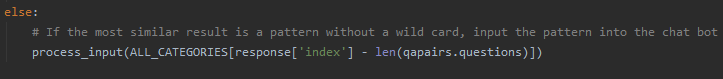 else:
# If the most similar result is a pattern without a wild card, input the pattern into the chat bot
process_input(ALL_CATEGORIES[response['index'] - len(qapairs.questions)])